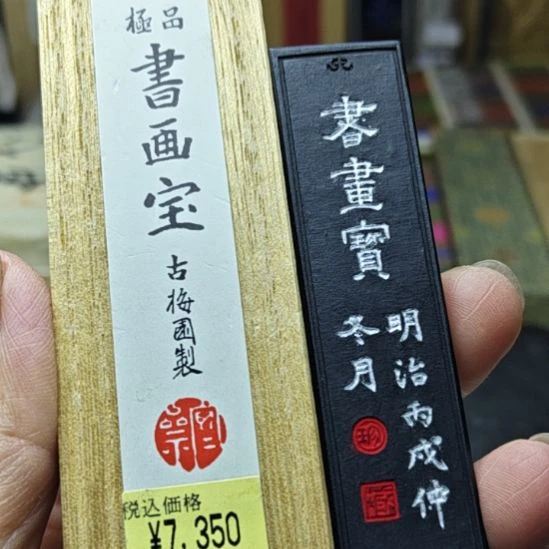 極品
書画宝
古梅園製
税込価格
¥7,350
書畫寶
明治丙戌仲
冬月